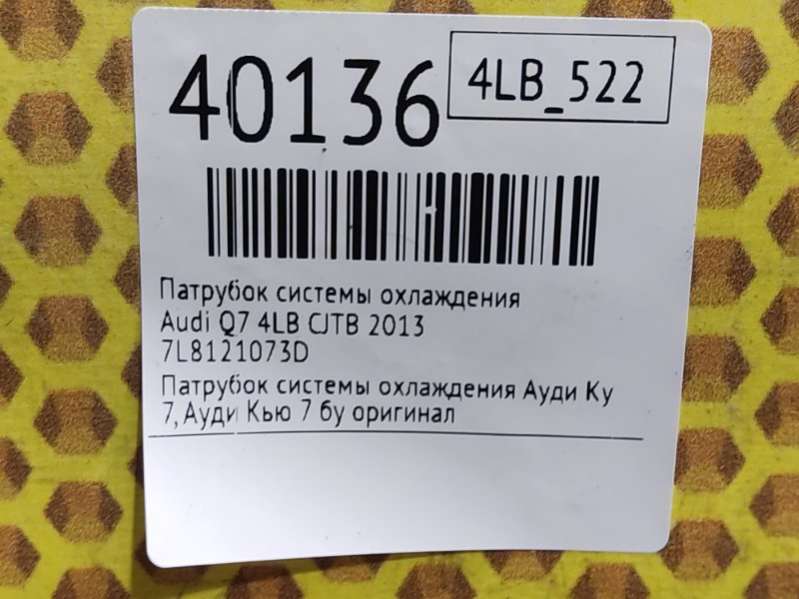 40136
4LB_522
Патрубок системы охлаждения
Audi Q7 4LB CJTB 2013
7L8121073D
Патрубок системы охлаждения Ауди Ку
7, Ауди Кью 7 бу оригинал